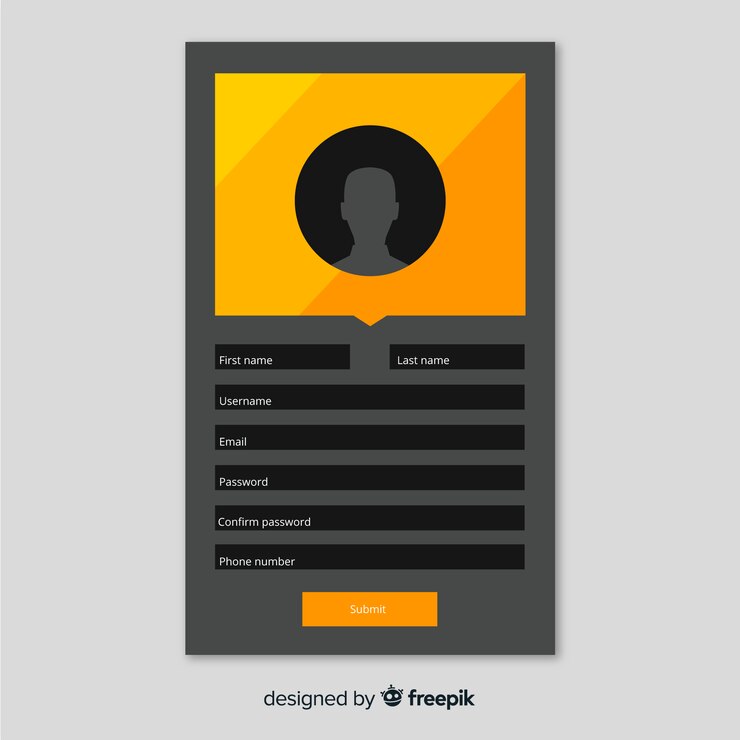 First name Last name
Username
Email
Password
Confirm password
Phone number
Submit
designed by freepik